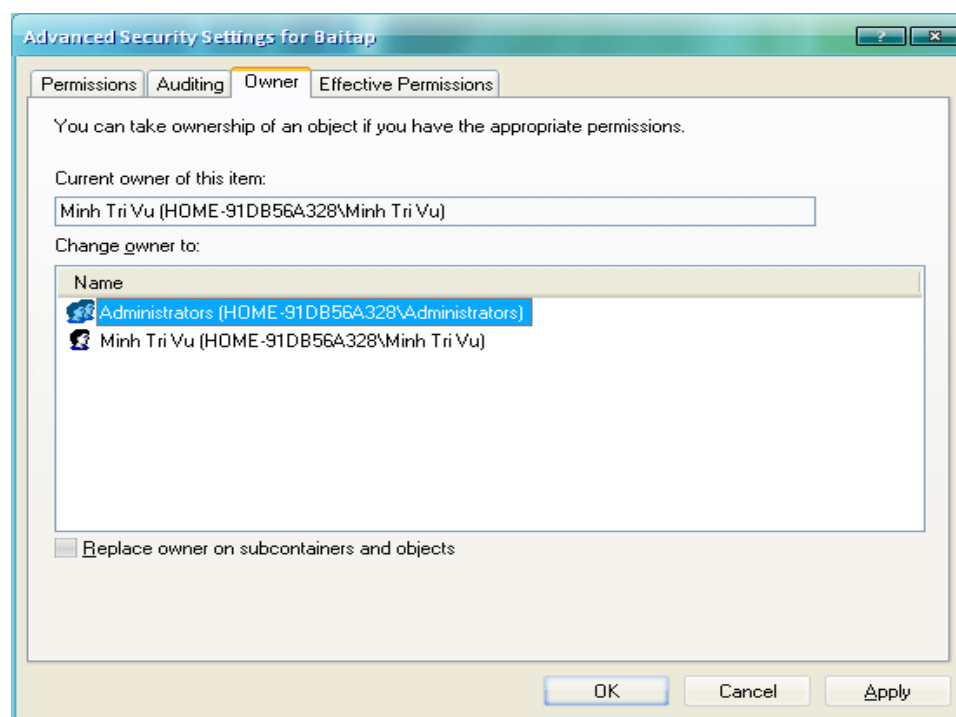 Advanced Security Settings for Baitap
?
Permissions Auditing Owner Effective Permissions
You can take ownership of an object if you have the appropriate permissions.
Current owner of this item:
Minh Tri Vu (HOME-91DB56A328\Minh Tri Vu)
Change owner to:
Name
Administrators (HOME-91DB56A328\Administrators)
Minh Tri Vu (HOME-91DB56A328\Minh Tri Vu)
Replace owner on subcontainers and objects
OK Cancel Apply